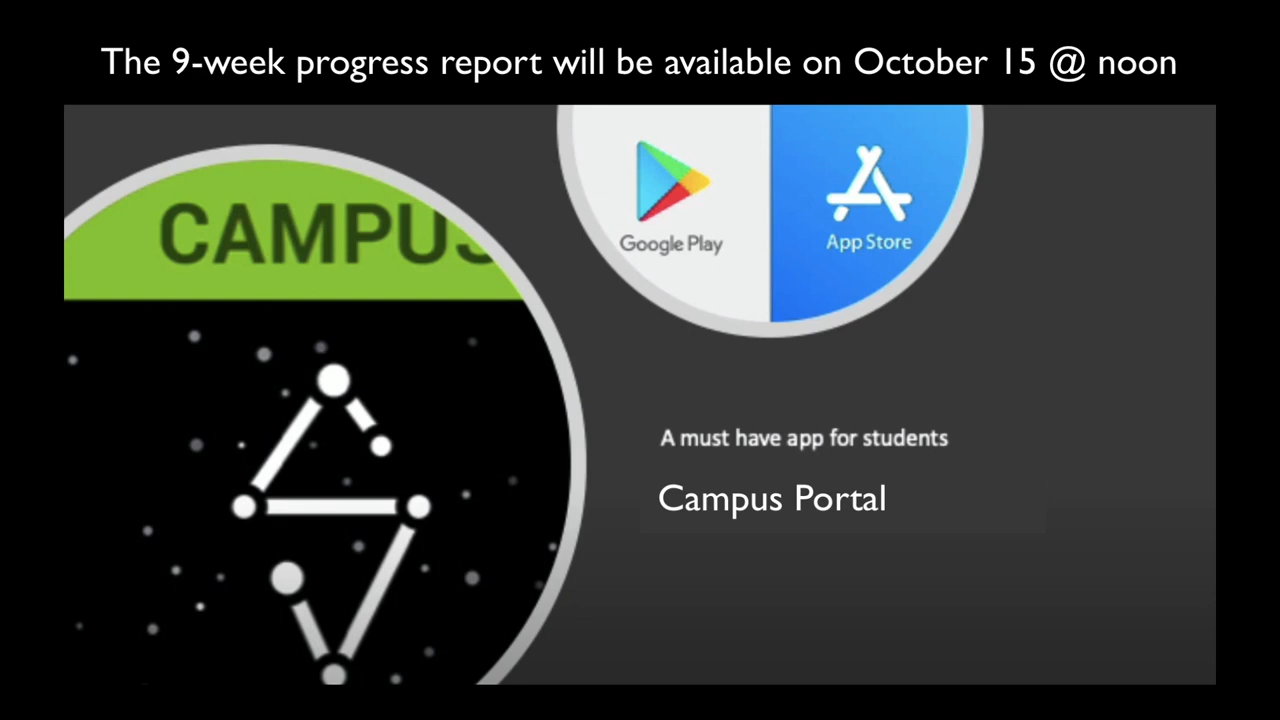 The 9-week progress report will be available on October 15 @ noon
CAMPUS
Google Play
App Store
A must have app for students
Campus Portal